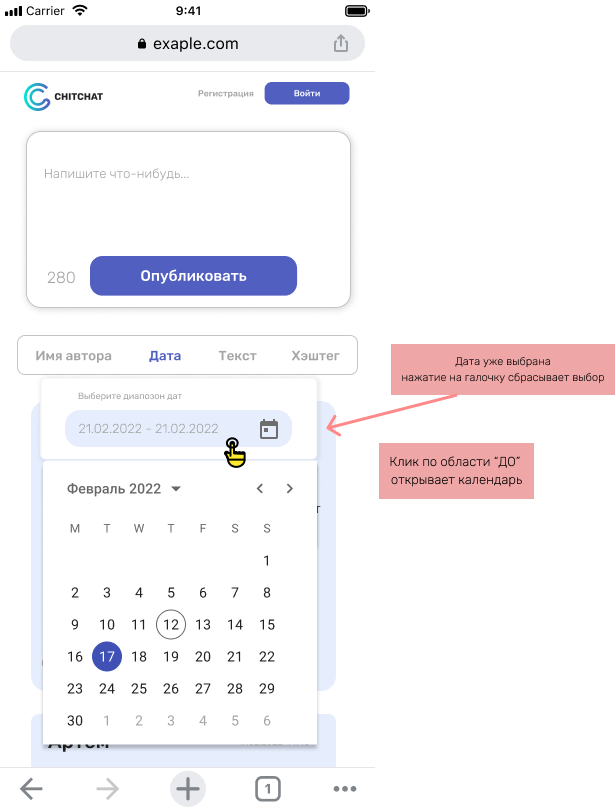 Carrier
9:41
exaple.com
CHITCHAT
Регистрация
Войти
Напишите что-нибудь...
280
Опубликовать
Имя автора Дата Текст Хэштег
Дата уже выбрана
нажатие на галочку сбрасывает выбор
Выберите диапозон дат
21.02.2022 - 21.02.2022
Клик по области “ДО”
открывает календарь
Февраль 2022
M T W T F S S
1
2 3 4 5 6 7 8
9 10 11 12 13 14 15
16 17 18 19 20 21 22
23 24 25 26 27 28 29
30 1 2 3 4 5 6
Артём
1